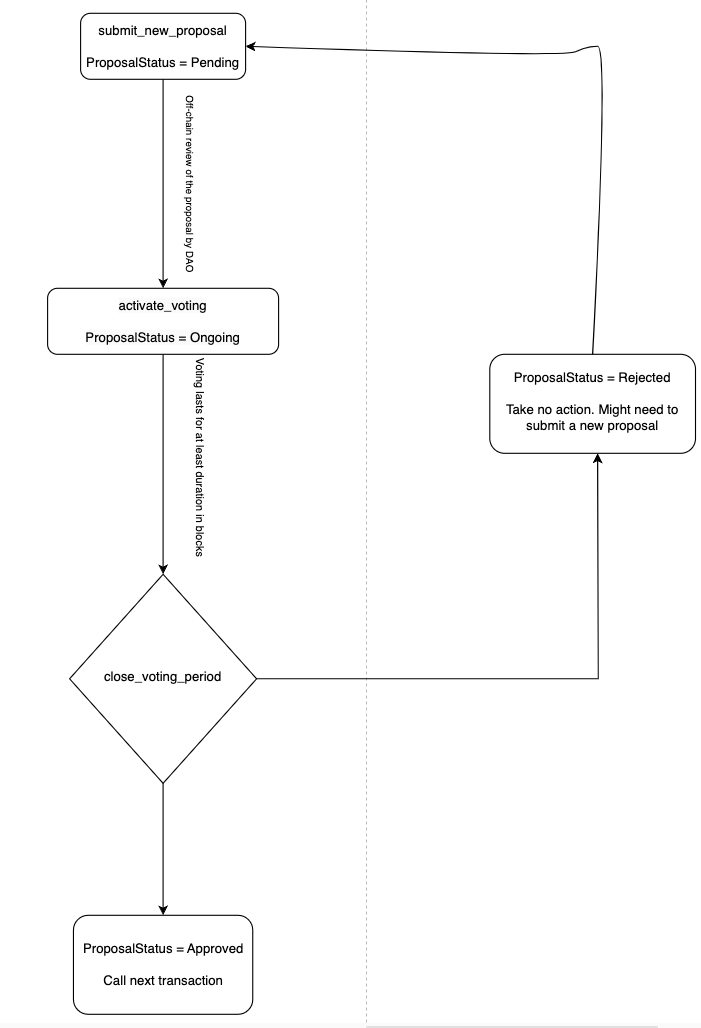 submit_new_proposal
ProposalStatus = Pending
Off-chain review of the proposal by DAO
activate_voting
ProposalStatus = Ongoing
Voting lasts for at least duration in blocks
ProposalStatus = Rejected
Take no action. Might need to
submit a new proposal
close_voting_period
ProposalStatus = Approved
Call next transaction